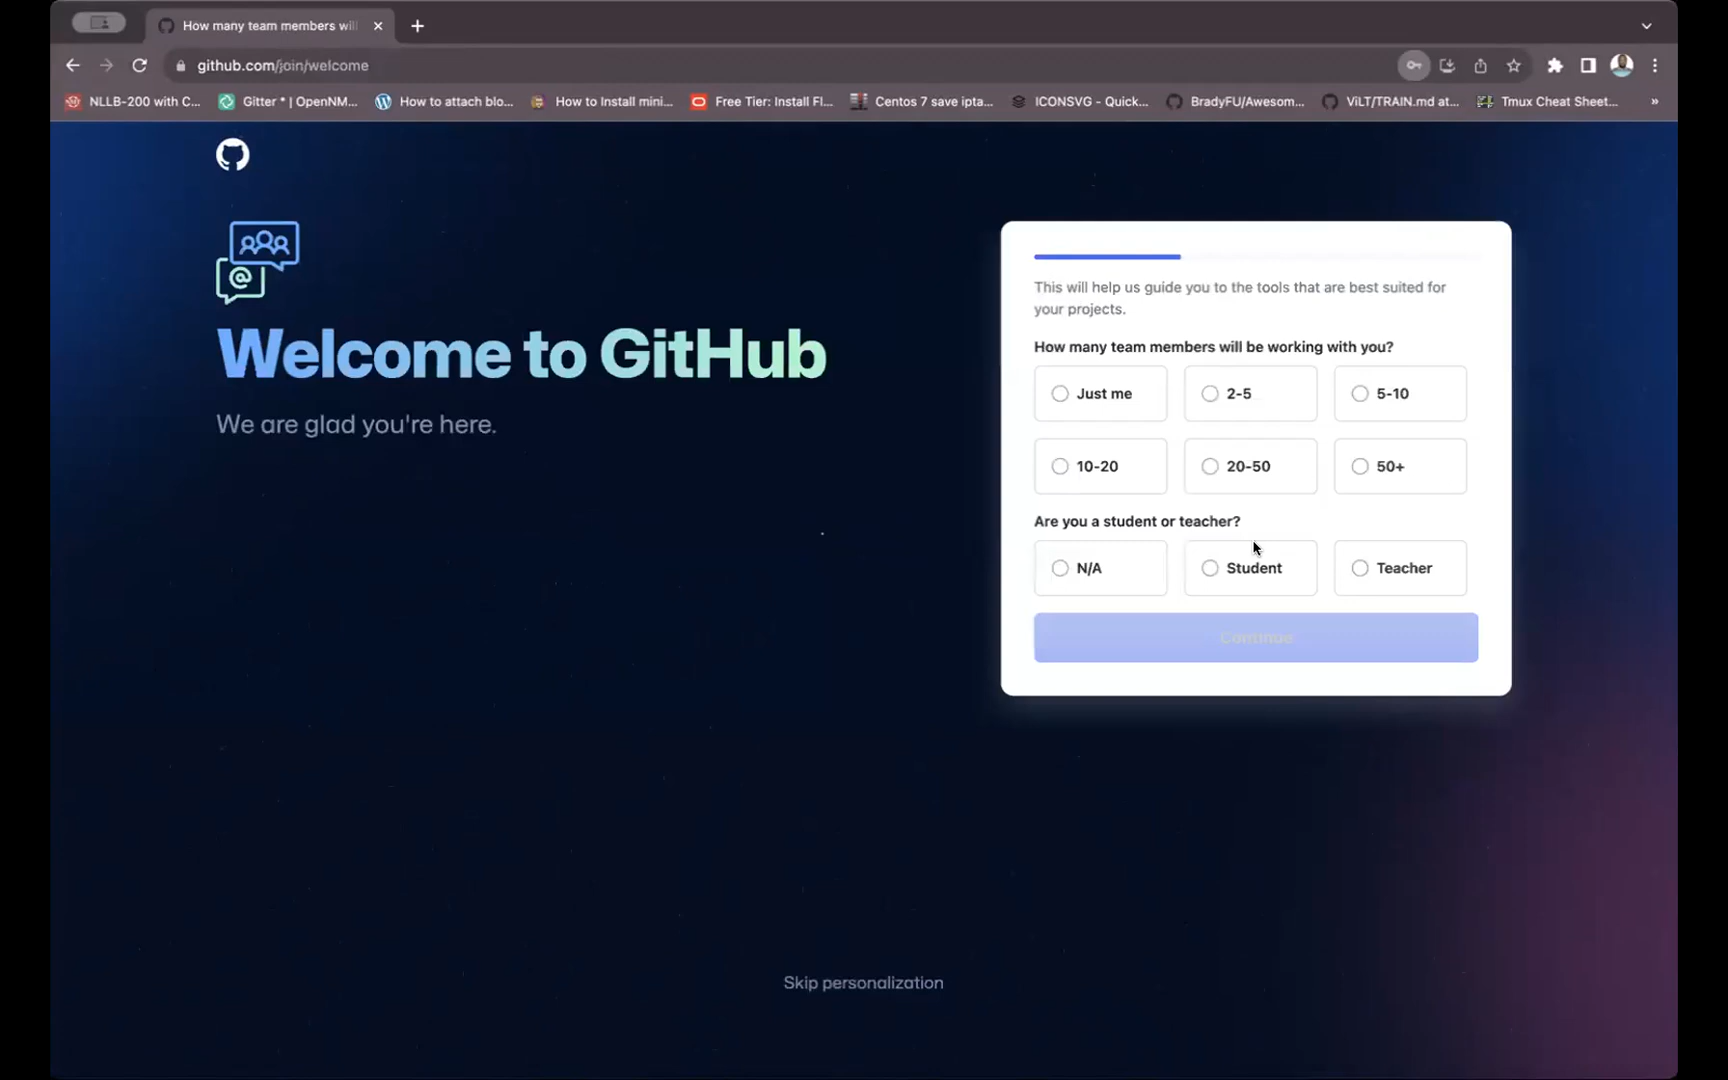 How many team members wil
github.com/join/welcome
NLLB-200 with C...
Gitter * | OpenNM...
How to attach blo...
How to Install mini...
Free Tier: Install Fl...
Centos 7 save ipta...
ICONSVG - Quick...
BradyFU/Awesom...
ViLT/TRAIN.md at...
Tmux Cheat Sheet...
»
@
Welcome to GitHub
We are glad you're here.
This will help us guide you to the tools that are best suited for
your projects.
How many team members will be working with you?
Just me
2-5
5-10
10-20
20-50
50+
Are you a student or teacher?
N/A
Student
Teacher
Continue
Skip personalization